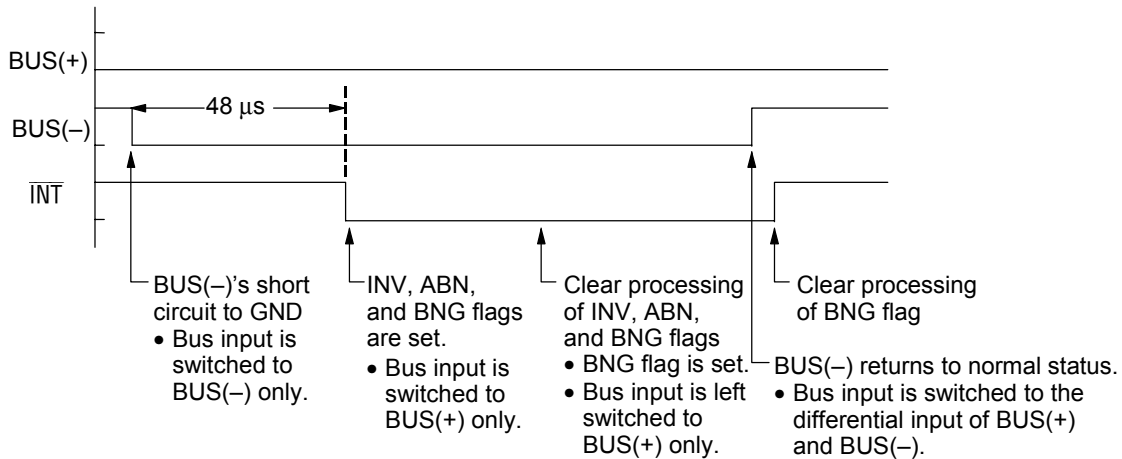 BUS(+)
48 μs
BUS(–)
INT
BUS(–)'s short
circuit to GND
• Bus input is
switched to
BUS(–) only.
INV, ABN,
and BNG flags
are set.
• Bus input is
switched to
BUS(+) only.
Clear processing
of INV, ABN,
and BNG flags
• BNG flag is set.
• Bus input is left
switched to
BUS(+) only.
Clear processing
of BNG flag
BUS(–) returns to normal status.
• Bus input is switched to the
differential input of BUS(+)
and BUS(–).